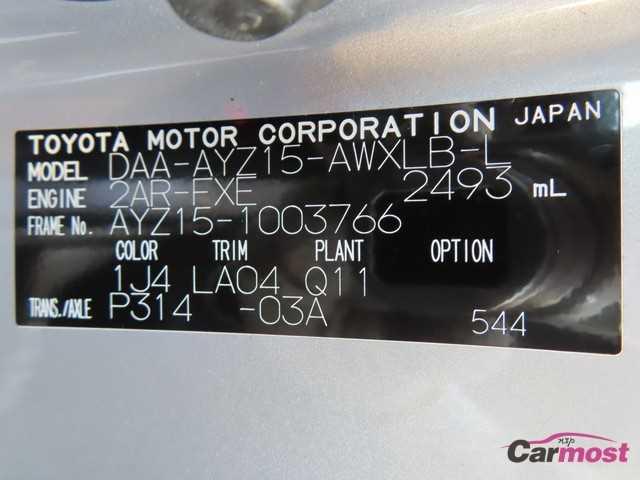 TOYOTA MOTOR CORPORATION JAPAN
MODEL DAA-AYZ15-AWXLB-L
ENGINE 2AR-FXE 2493 mL
FRAME No. AYZ15-1003766
COLOR TRIM PLANT OPTION
1J4 LA04 Q11
TRANS./AXLE P314 -03A
544
Carmost